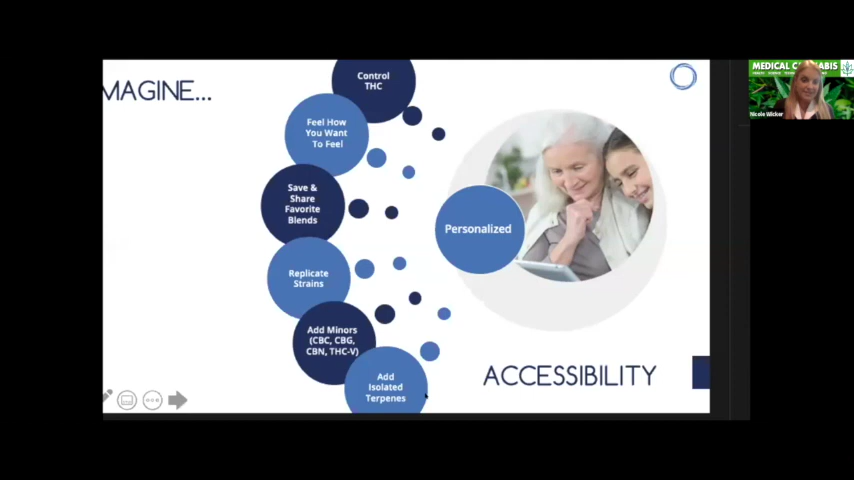 MAGINE...
Control
THC
Feel How
You Want
To Feel
Save &
Share
Favorite
Blends
Replicate
Strains
Add Minors
(CBC, CBG,
CBN, THC-V)
Add
Isolated
Terpenes
Personalized
ACCESSIBILITY
MEDICAL CANNABIS
Nicole Wicker